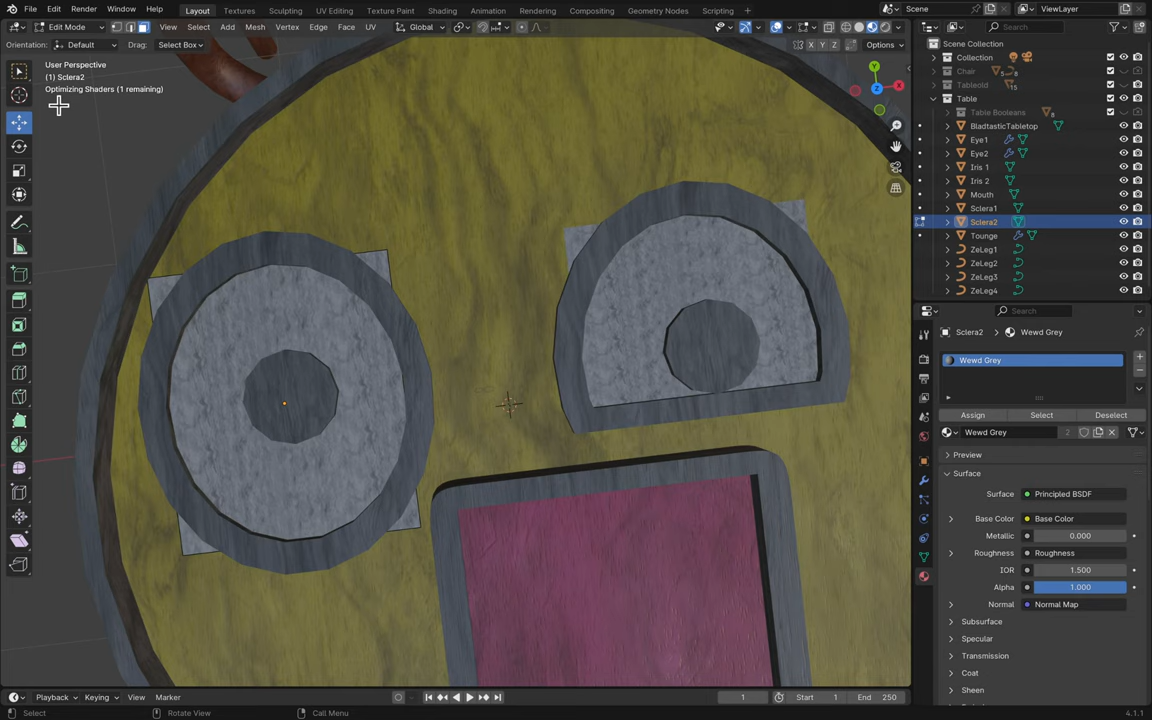 File Edit Render Window Help Layout Textures Sculpting UV Editing Texture Paint Shading Animation Rendering Compositing Geometry Nodes Scripting + Scene ViewLayer
Edit Mode View Select Add Mesh Vertex Edge Face UV Global
Orientation: Default Drag: Select Box X Y Z Options
User Perspective
(1) Sclera2
Optimizing Shaders (1 remaining)
Z
Y
X
Search
Scene Collection
Collection
Chair 5 8
Tableold 15
Table
Table Booleans 8
BladtasticTabletop
Eye1
Eye2
Iris 1
Iris 2
Mouth
Sclera1
Sclera2
Tounge
ZeLeg1
ZeLeg2
ZeLeg3
ZeLeg4
Search
Sclera2 > Wewd Grey
Wewd Grey
Assign Select Deselect
Wewd Grey 2
Preview
Surface
Surface Principled BSDF
Base Color Base Color
Metallic 0.000
Roughness Roughness
IOR 1.500
Alpha 1.000
Normal Normal Map
Subsurface
Specular
Transmission
Coat
Sheen
Playback Keying View Marker 1 Start 1 End 250
Select Rotate View Call Menu 4.1.1